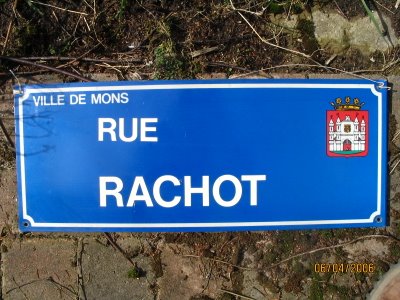 VILLE DE MONS
RUE
RACHOT
06/04/2006